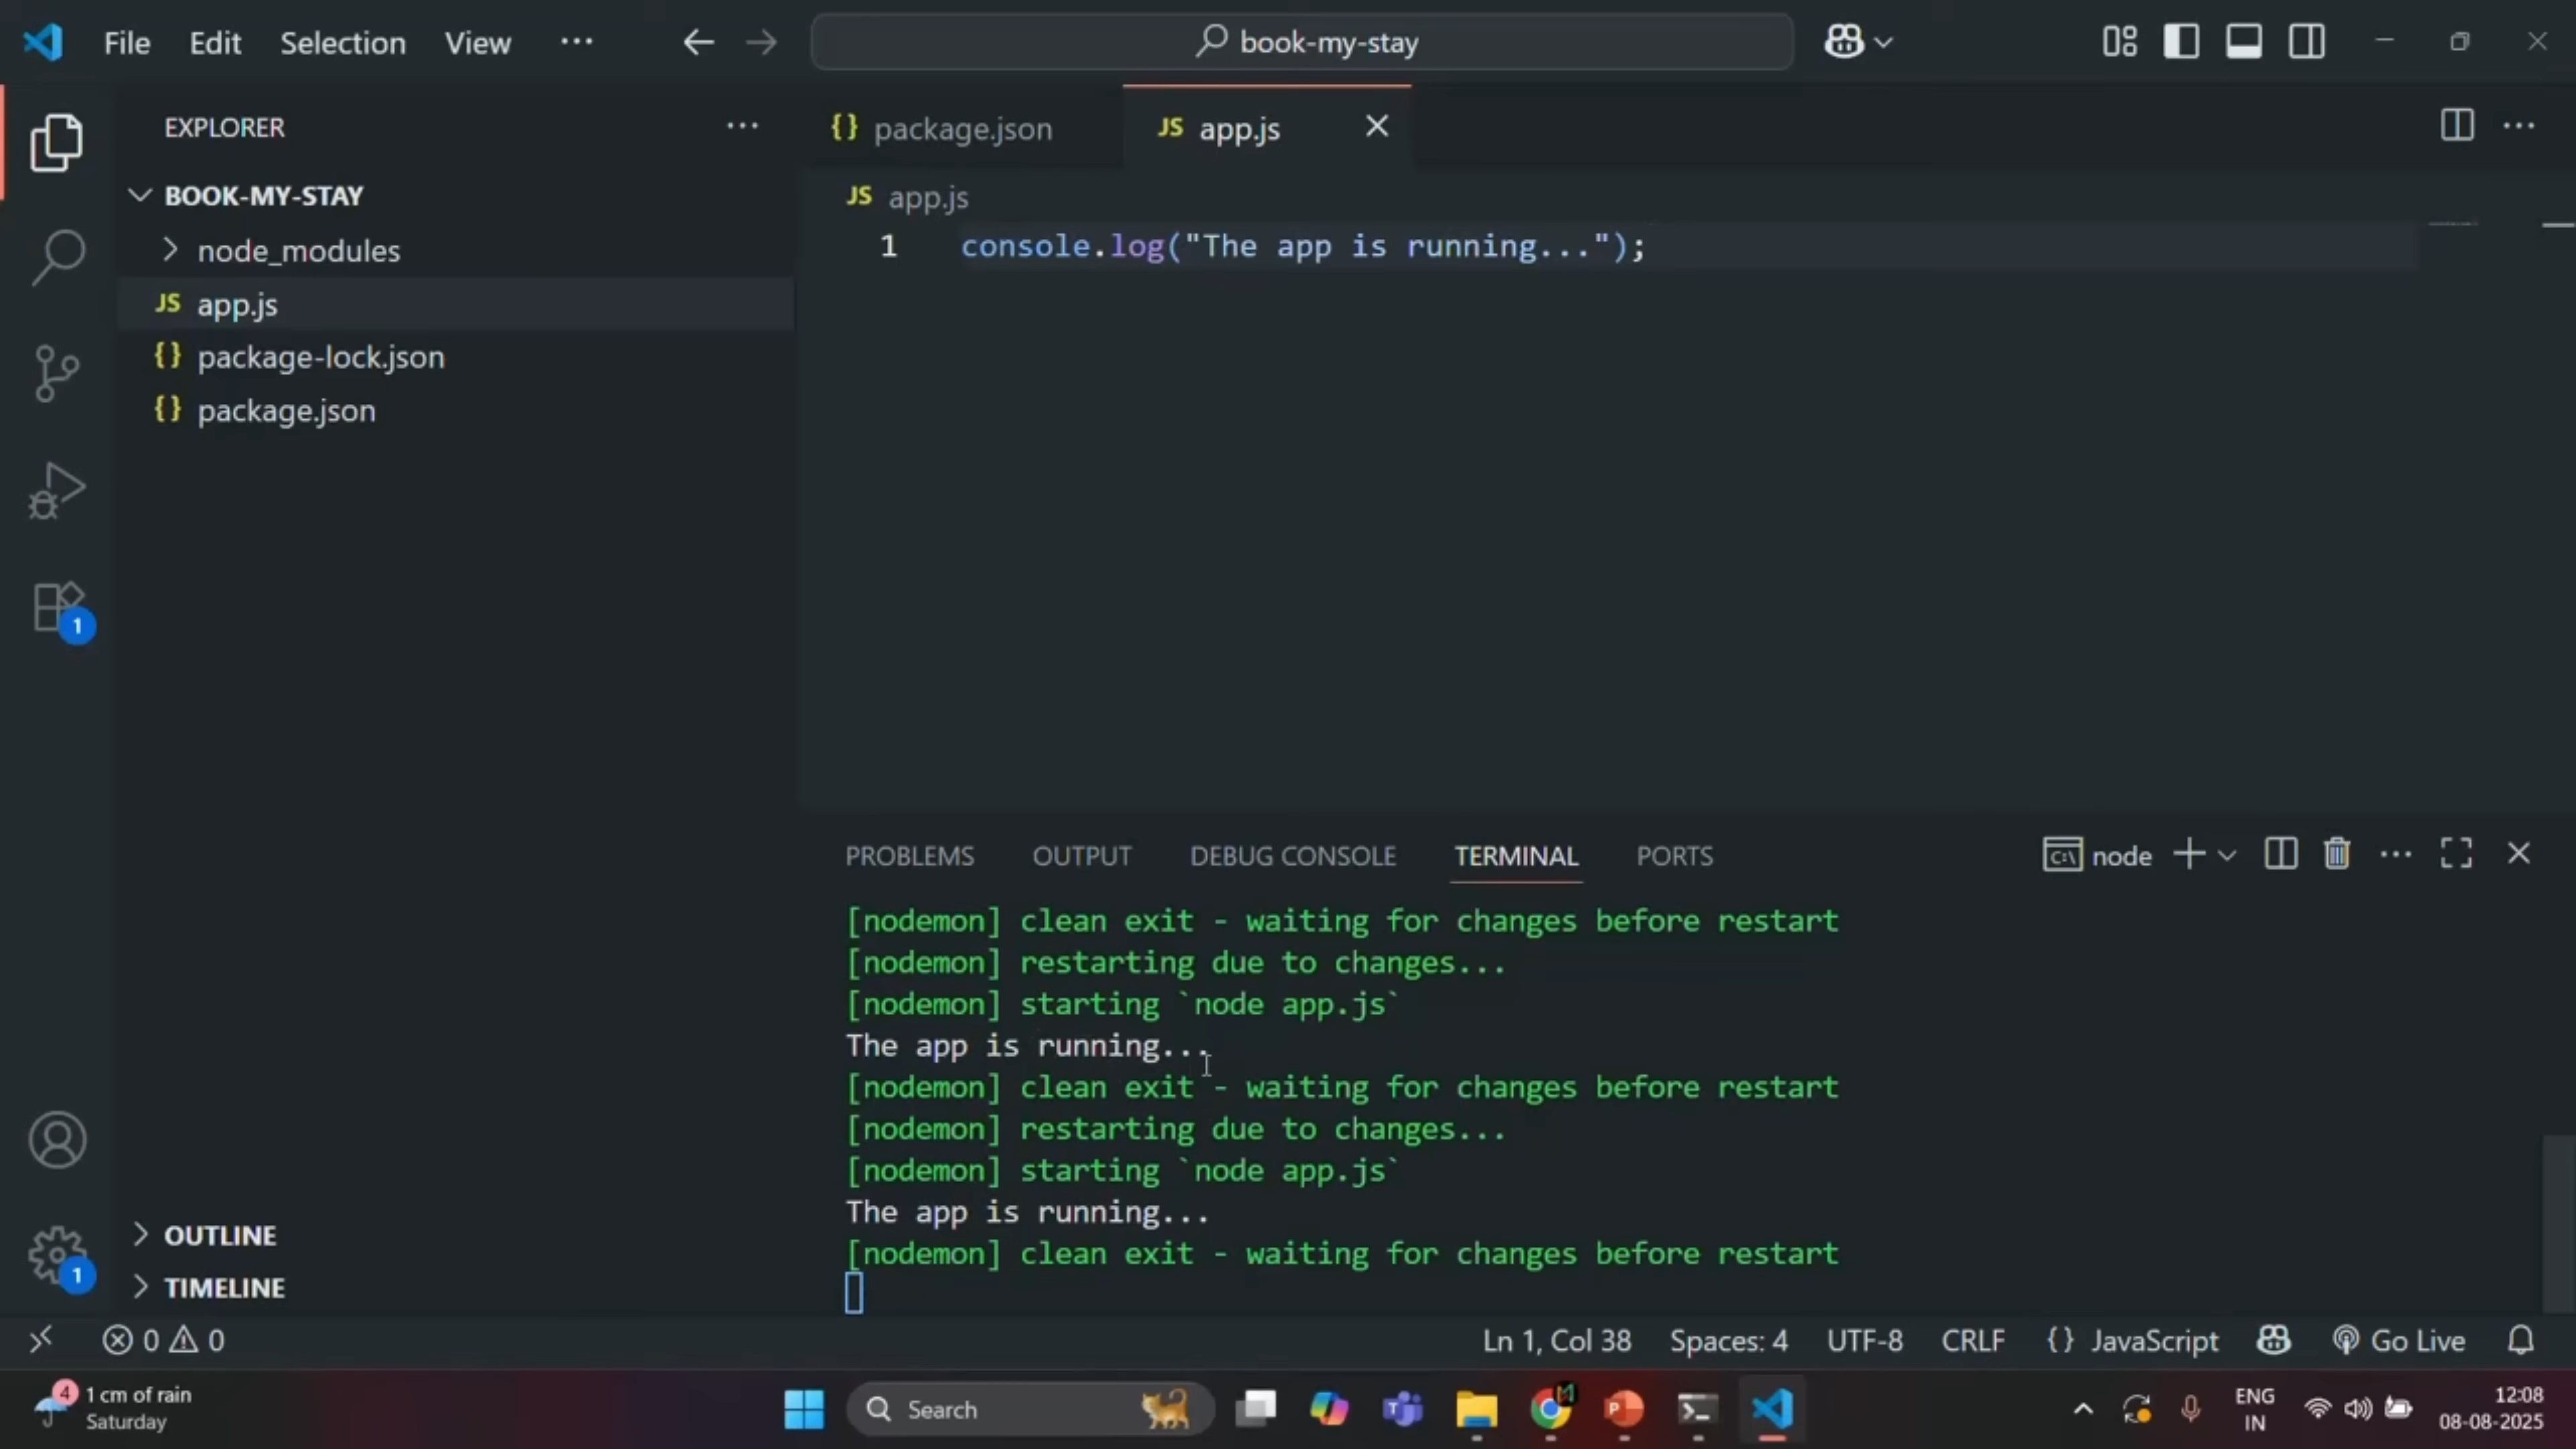 File Edit Selection View ... book-my-stay
EXPLORER ...
{} package.json JS app.js
BOOK-MY-STAY
JS app.js
1 console.log("The app is running...");
node_modules
JS app.js
{} package-lock.json
{} package.json
1
PROBLEMS OUTPUT DEBUG CONSOLE TERMINAL PORTS node
[nodemon] clean exit - waiting for changes before restart
[nodemon] restarting due to changes...
[nodemon] starting `node app.js`
The app is running...
[nodemon] clean exit - waiting for changes before restart
[nodemon] restarting due to changes...
[nodemon] starting `node app.js`
The app is running...
[nodemon] clean exit - waiting for changes before restart
OUTLINE
1
TIMELINE
0 0 Ln 1, Col 38 Spaces: 4 UTF-8 CRLF {} JavaScript Go Live
4 1 cm of rain
Saturday
Search
ENG
IN
12:08
08-08-2025